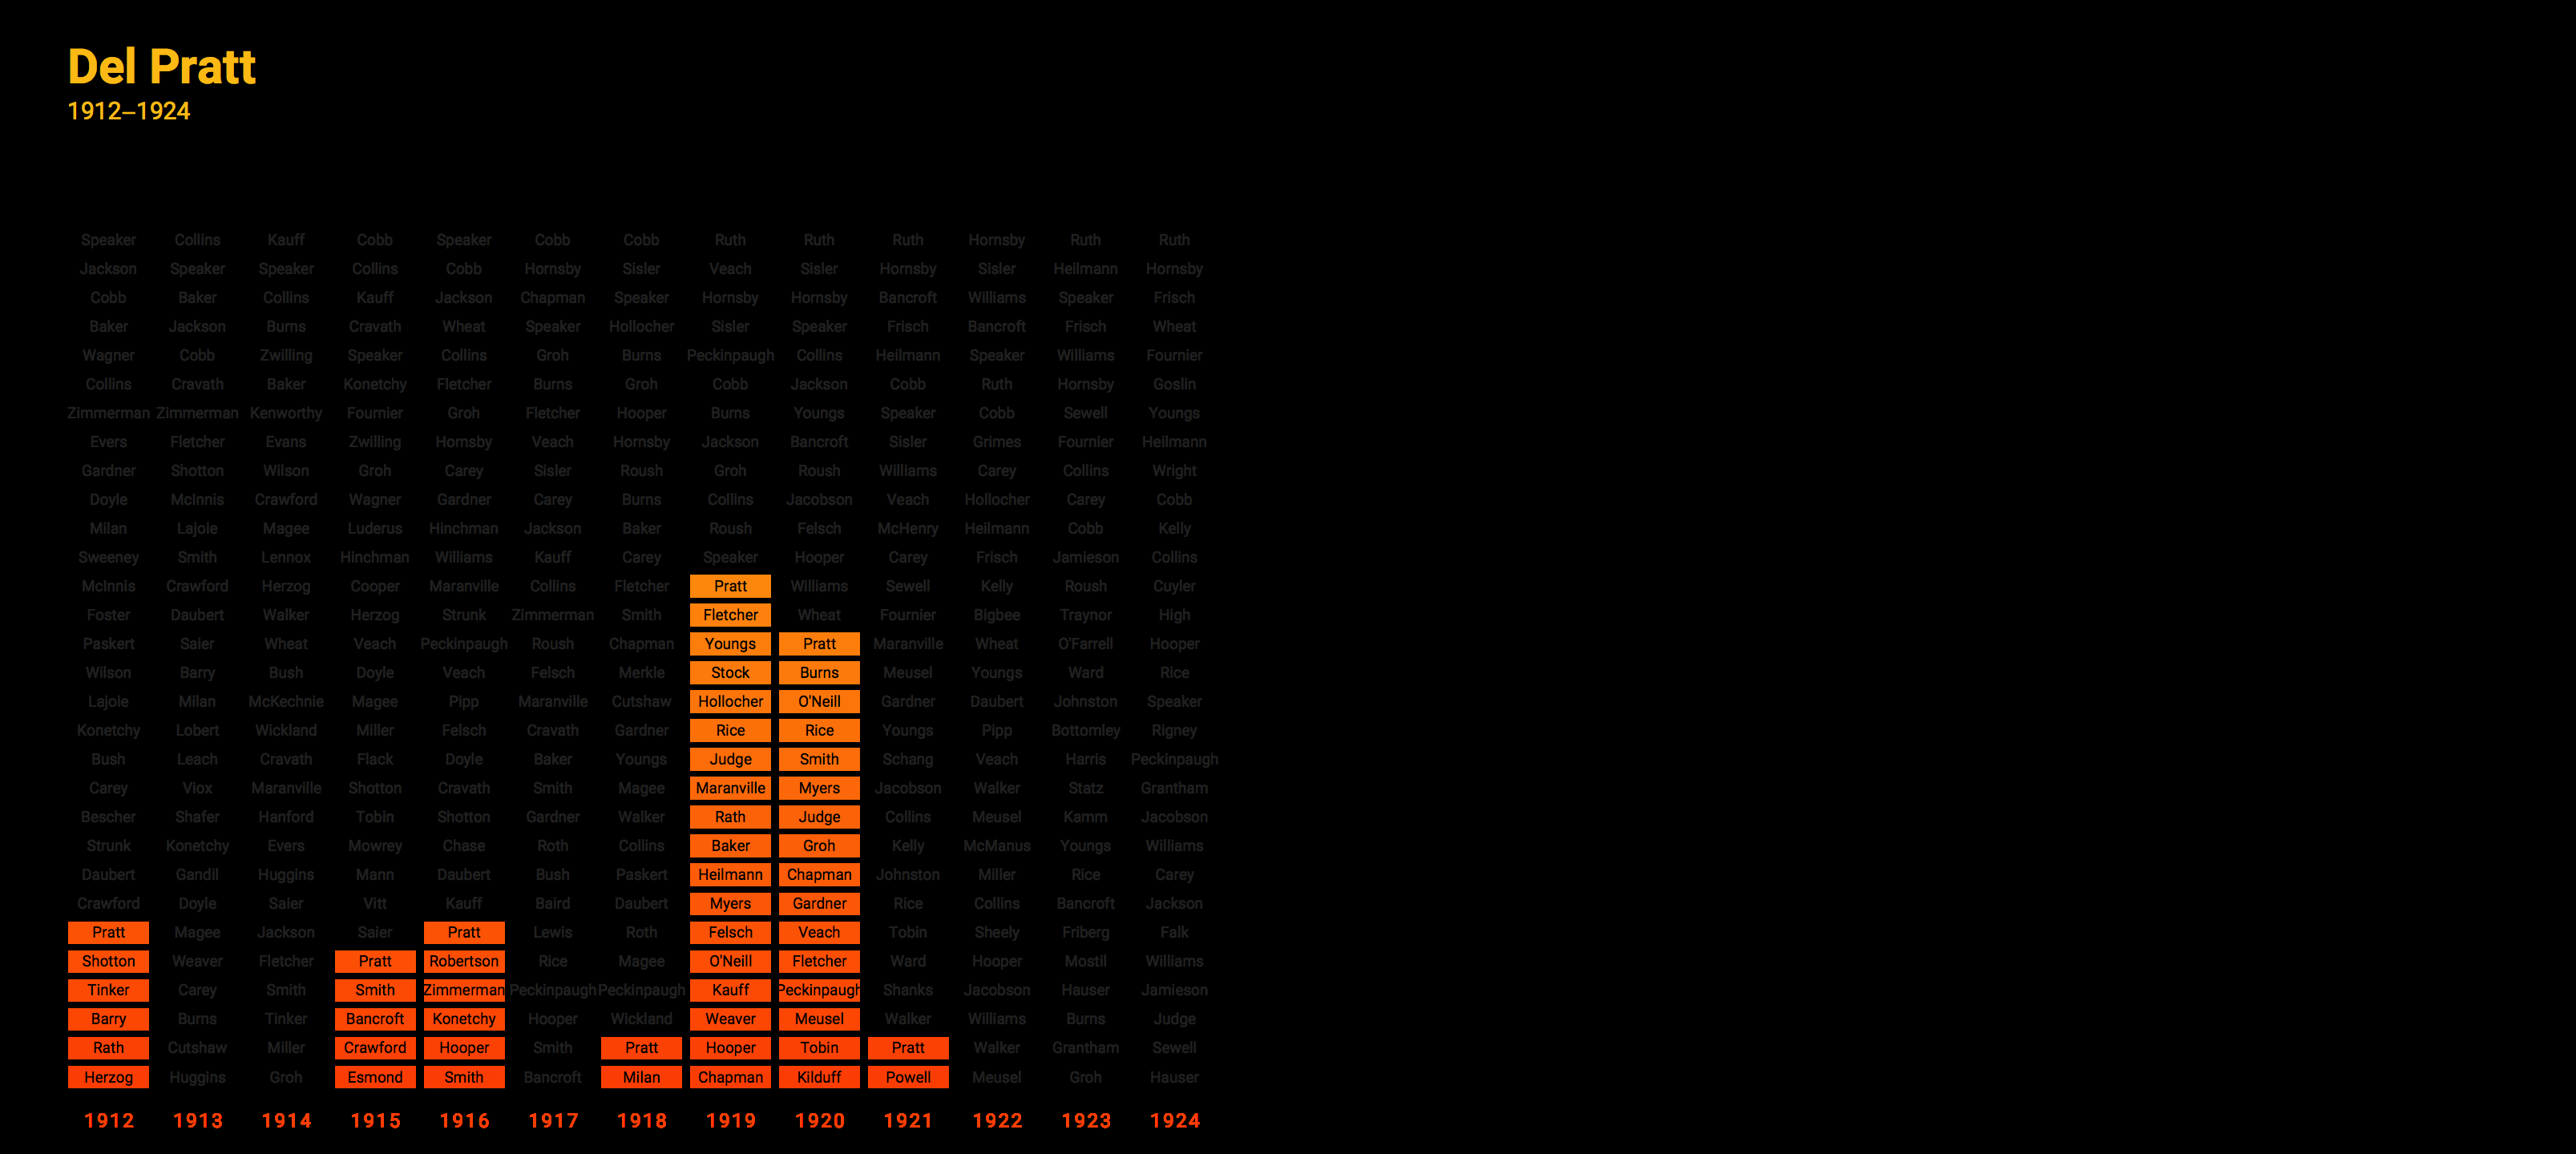 Del Pratt
1912–1924
Speaker Collins Kauff Cobb Speaker Cobb Cobb Ruth Ruth Ruth Hornsby Ruth Ruth
Jackson Speaker Speaker Collins Cobb Hornsby Sisler Veach Sisler Hornsby Sisler Heilmann Hornsby
Cobb Baker Collins Kauff Jackson Chapman Speaker Hornsby Hornsby Bancroft Williams Speaker Frisch
Baker Jackson Burns Cravath Wheat Speaker Hollocher Sisler Speaker Frisch Bancroft Frisch Wheat
Wagner Cobb Zwilling Speaker Collins Groh Burns Peckinpaugh Collins Heilmann Speaker Williams Fournier
Collins Cravath Baker Konetchy Fletcher Burns Groh Cobb Jackson Cobb Ruth Hornsby Goslin
Zimmerman Zimmerman Kenworthy Fournier Groh Fletcher Hooper Burns Youngs Speaker Cobb Sewell Youngs
Evers Fletcher Evans Zwilling Hornsby Veach Hornsby Jackson Bancroft Sisler Grimes Fournier Heilmann
Gardner Shotton Wilson Groh Carey Sisler Roush Groh Roush Williams Carey Collins Wright
Doyle McInnis Crawford Wagner Gardner Carey Burns Collins Jacobson Veach Hollocher Carey Cobb
Milan Lajoie Magee Luderus Hinchman Jackson Baker Roush Felsch McHenry Heilmann Cobb Kelly
Sweeney Smith Lennox Hinchman Williams Kauff Carey Speaker Hooper Carey Frisch Jamieson Collins
McInnis Crawford Herzog Cooper Maranville Collins Fletcher Pratt Williams Sewell Kelly Roush Cuyler
Foster Daubert Walker Herzog Strunk Zimmerman Smith Fletcher Wheat Fournier Bigbee Traynor High
Paskert Saier Wheat Veach Peckinpaugh Roush Chapman Youngs Pratt Maranville Wheat O'Farrell Hooper
Wilson Barry Bush Doyle Veach Felsch Merkle Stock Burns Meusel Youngs Ward Rice
Lajoie Milan McKechnie Magee Pipp Maranville Cutshaw Hollocher O'Neill Gardner Daubert Johnston Speaker
Konetchy Lobert Wickland Miller Felsch Cravath Gardner Rice Rice Youngs Pipp Bottomley Rigney
Bush Leach Cravath Flack Doyle Baker Youngs Judge Smith Schang Veach Harris Peckinpaugh
Carey Viox Maranville Shotton Cravath Smith Magee Maranville Myers Jacobson Walker Statz Grantham
Bescher Shafer Hanford Tobin Shotton Gardner Walker Rath Judge Collins Meusel Kamm Jacobson
Strunk Konetchy Evers Mowrey Chase Roth Collins Baker Groh Kelly McManus Youngs Williams
Daubert Gandil Huggins Mann Daubert Bush Paskert Heilmann Chapman Johnston Miller Rice Carey
Crawford Doyle Saier Vitt Kauff Baird Daubert Myers Gardner Rice Collins Bancroft Jackson
Pratt Magee Jackson Saier Pratt Lewis Roth Felsch Veach Tobin Sheely Friberg Falk
Shotton Weaver Fletcher Pratt Robertson Rice Magee O'Neill Fletcher Ward Hooper Mostil Williams
Tinker Carey Smith Smith Zimmerman Peckinpaugh Peckinpaugh Kauff Peckinpaugh Shanks Jacobson Hauser Jamieson
Barry Burns Tinker Bancroft Konetchy Hooper Wickland Weaver Meusel Walker Williams Burns Judge
Rath Cutshaw Miller Crawford Hooper Smith Pratt Hooper Tobin Pratt Walker Grantham Sewell
Herzog Huggins Groh Esmond Smith Bancroft Milan Chapman Kilduff Powell Meusel Groh Hauser
1912 1913 1914 1915 1916 1917 1918 1919 1920 1921 1922 1923 1924